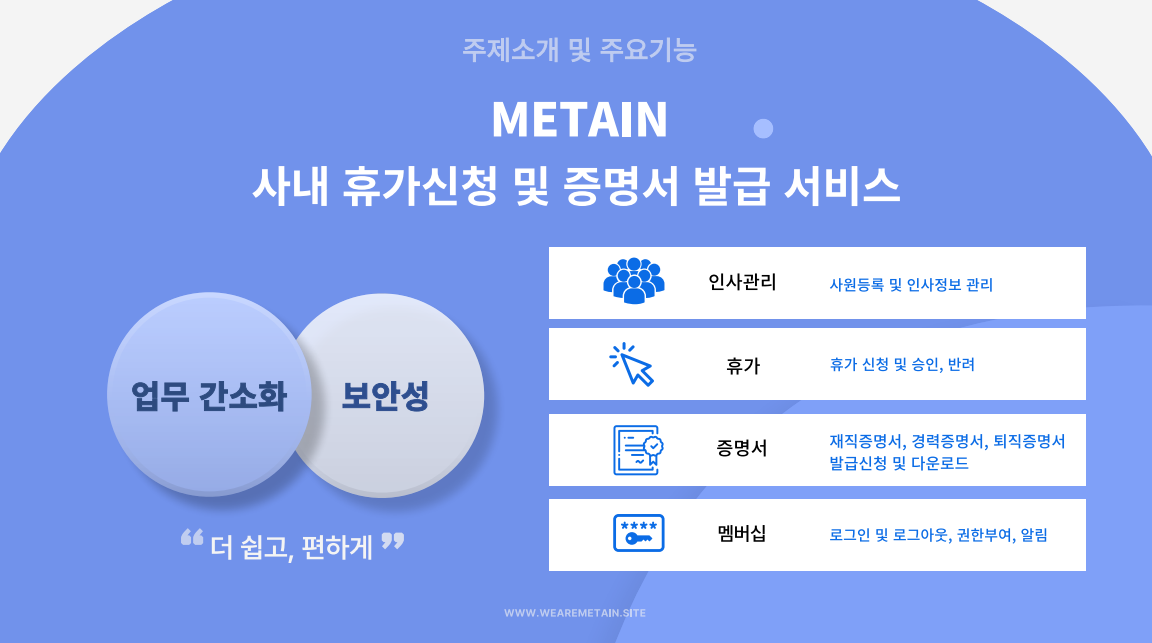 주제소개 및 주요기능
METAIN
사내 휴가신청 및 증명서 발급 서비스
업무 간소화
보안성
“ 더 쉽고, 편하게 ”
인사관리
사원등록 및 인사정보 관리
휴가
휴가 신청 및 승인, 반려
증명서
재직증명서, 경력증명서, 퇴직증명서
발급신청 및 다운로드
****
멤버십
로그인 및 로그아웃, 권한부여, 알림
WWW.WEAREMETAIN.SITE